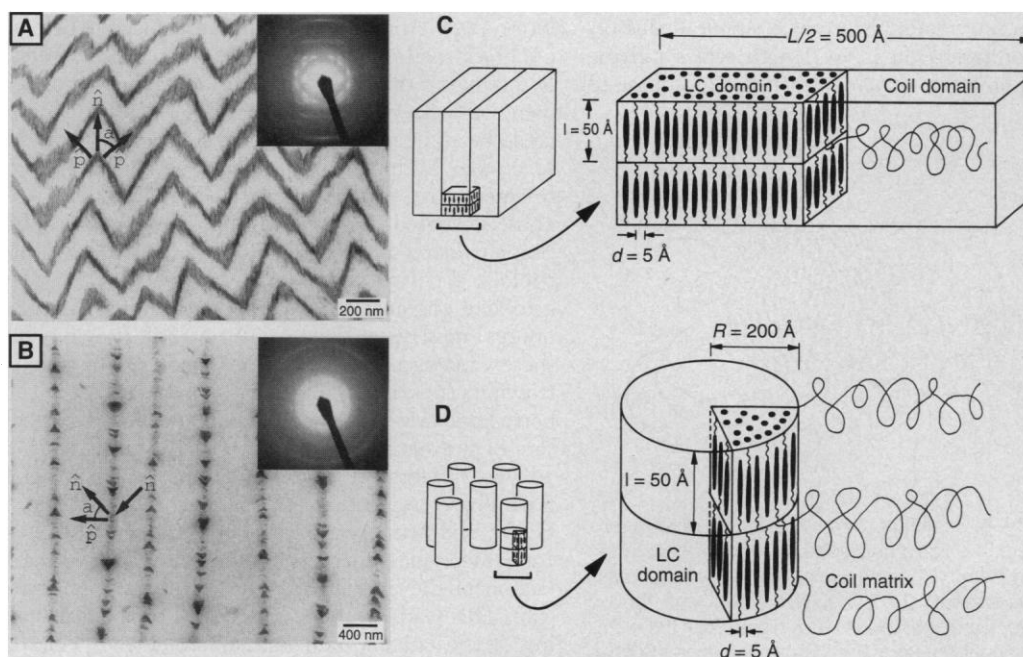 A
n̂
a
p̂ p̂
200 nm
B
n̂
a
p̂
400 nm
C
L/2 = 500 Å
LC domain
Coil domain
l = 50 Å
d = 5 Å
D
R = 200 Å
l = 50 Å
LC
domain
Coil matrix
d = 5 Å